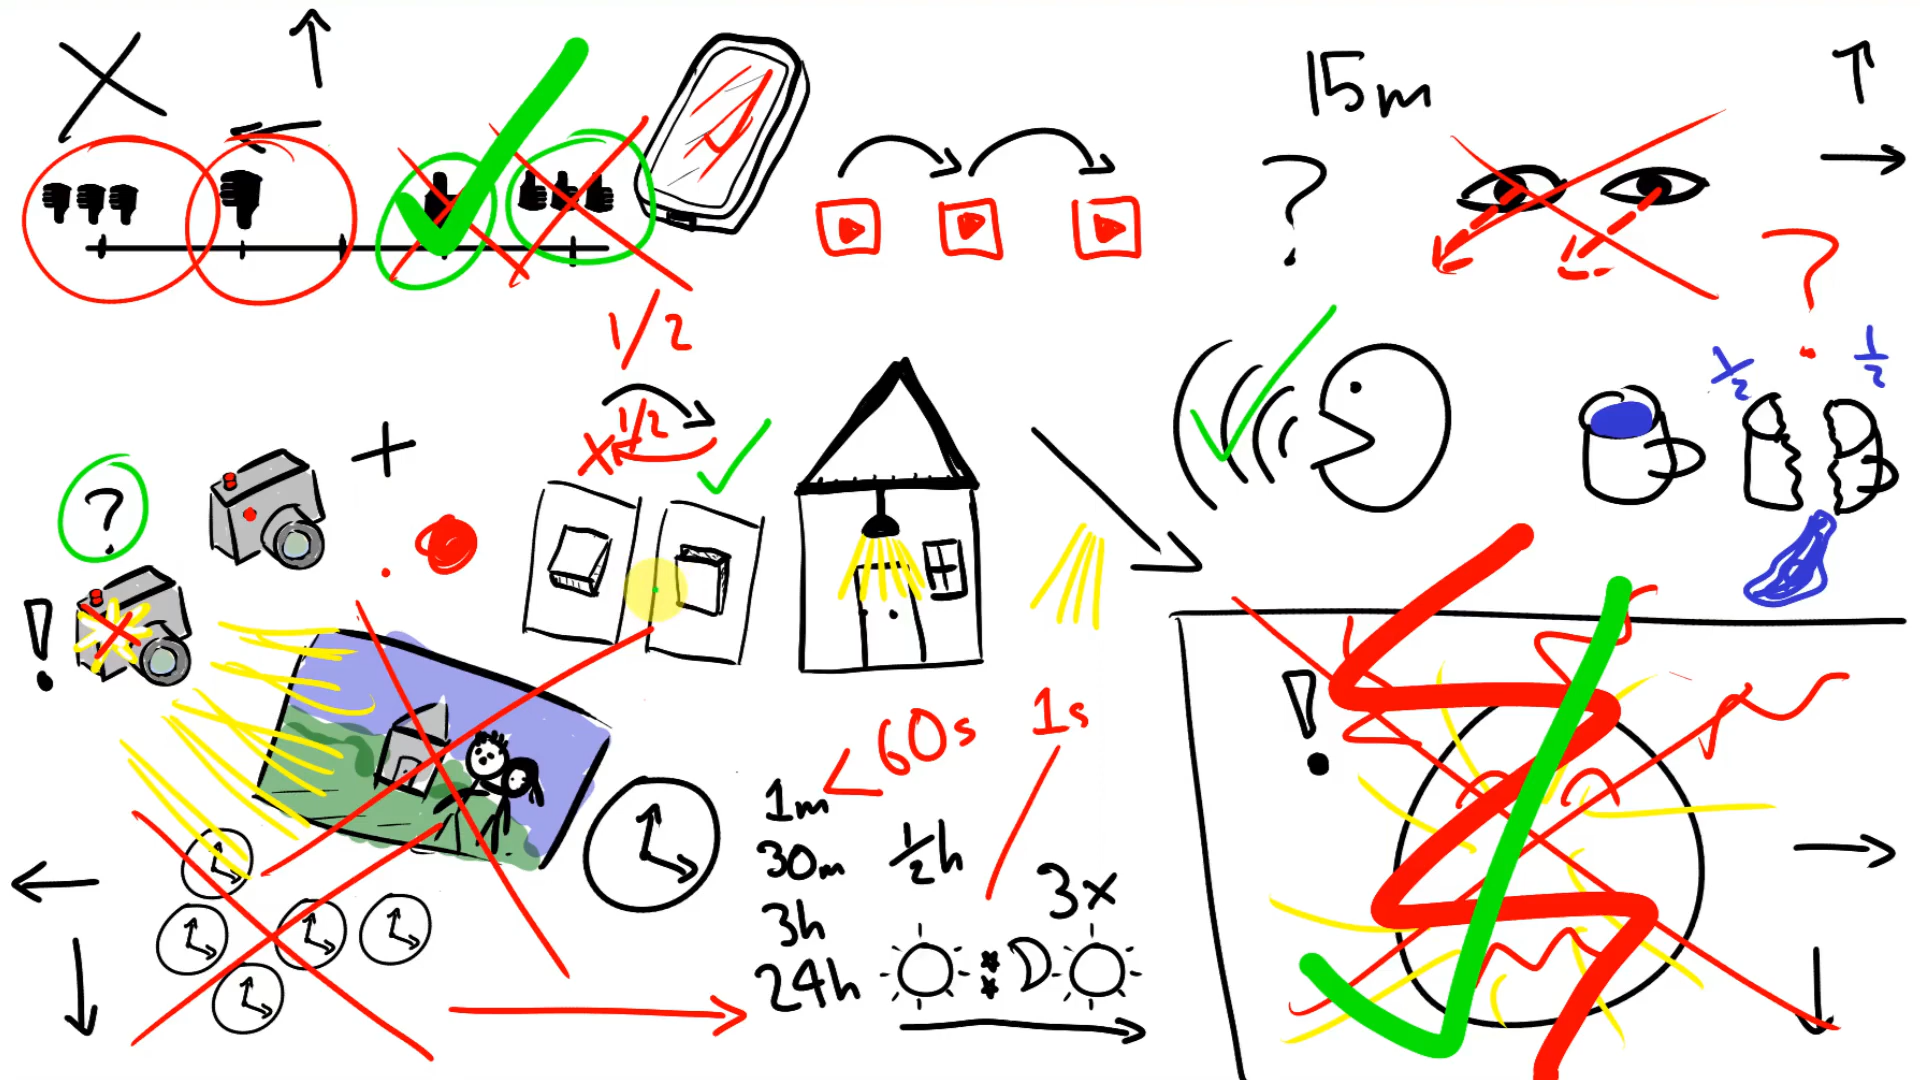 X
15m
?
?
1/2
1/2
1/2
1/2
x
+
?
!
60s
1s
1m
30m
1/2h
3h
3x
24h
!